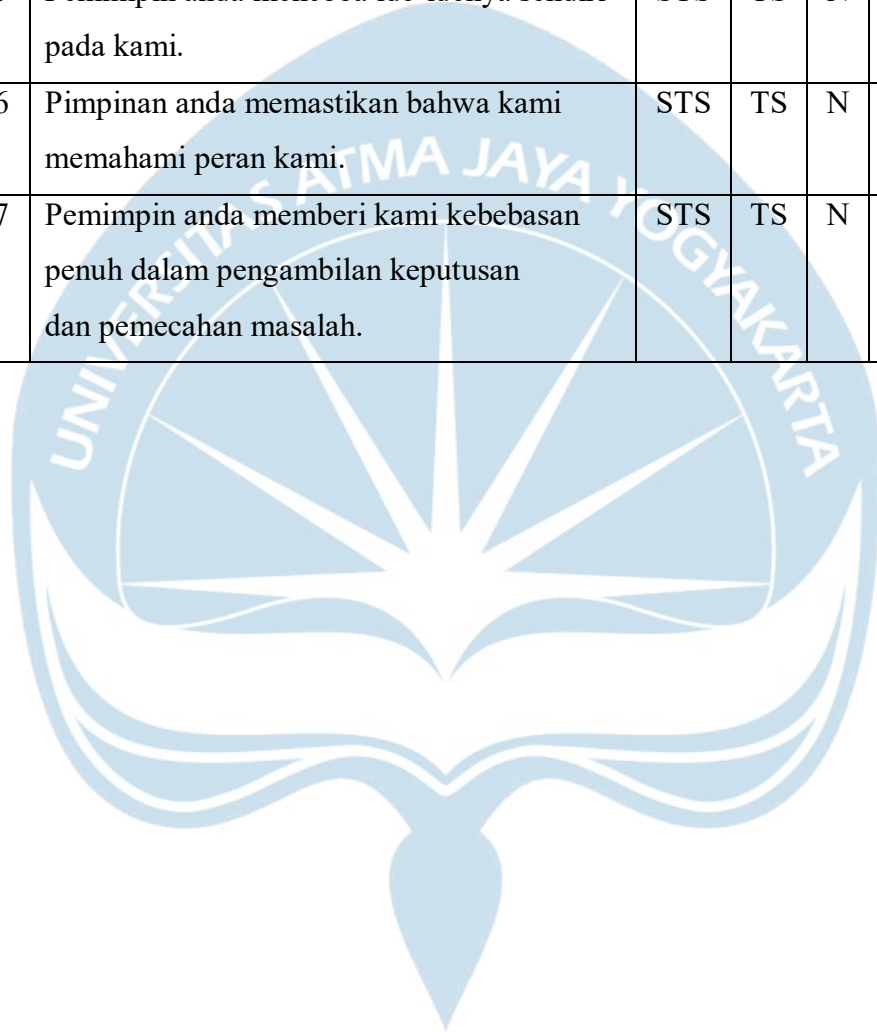 pada kami.
6 Pimpinan anda memastikan bahwa kami STS TS N
memahami peran kami.
7 Pemimpin anda memberi kami kebebasan STS TS N
penuh dalam pengambilan keputusan
dan pemecahan masalah.
UNIVERSITAS ATMA JAYA YOGYAKARTA